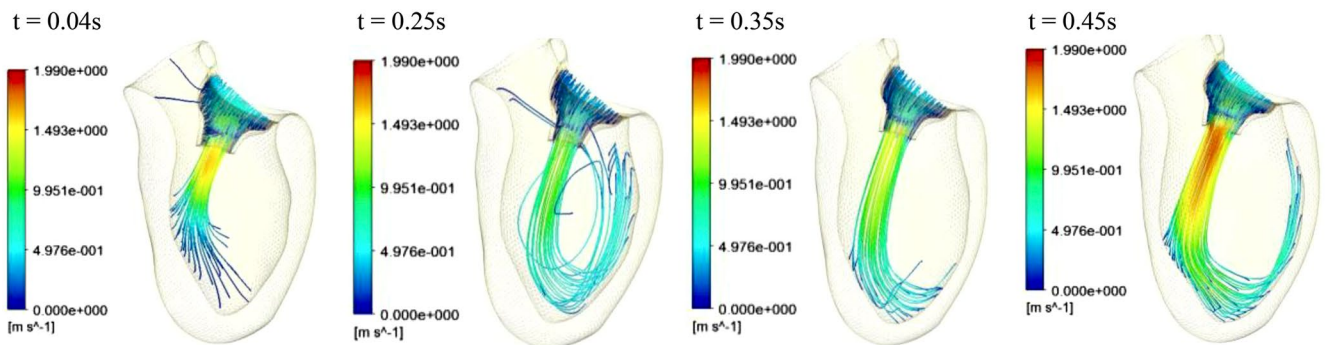 t = 0.04s
1.990e+000
1.493e+000
9.951e-001
4.976e-001
0.000e+000
[m s^-1]
t = 0.25s
1.990e+000
1.493e+000
9.951e-001
4.976e-001
0.000e+000
[m s^-1]
t = 0.35s
1.990e+000
1.493e+000
9.951e-001
4.976e-001
0.000e+000
[m s^-1]
t = 0.45s
1.990e+000
1.493e+000
9.951e-001
4.976e-001
0.000e+000
[m s^-1]